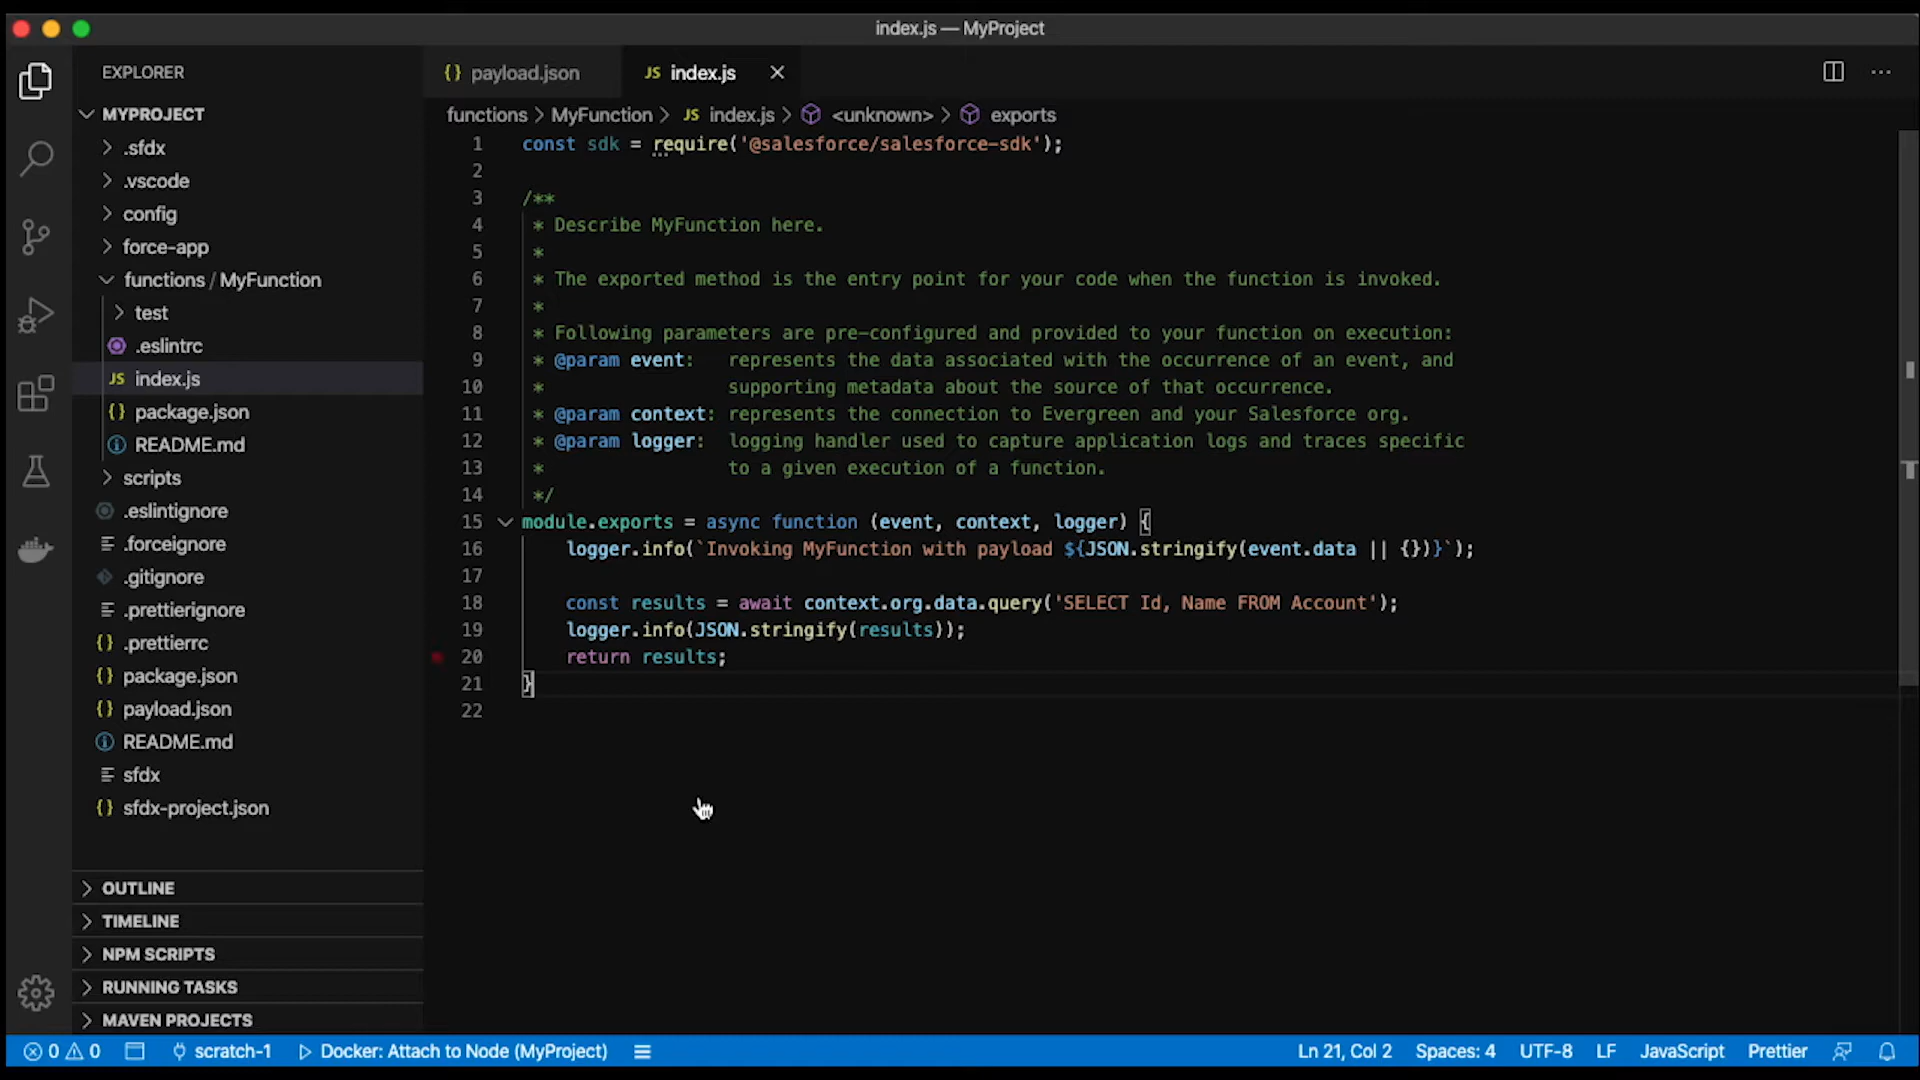 index.js — MyProject
EXPLORER
MYPROJECT
.sfdx
.vscode
config
force-app
functions / MyFunction
test
.eslintrc
JS index.js
{} package.json
README.md
scripts
.eslintignore
.forceignore
.gitignore
.prettierignore
{} .prettierrc
{} package.json
{} payload.json
README.md
sfdx
{} sfdx-project.json
OUTLINE
TIMELINE
NPM SCRIPTS
RUNNING TASKS
MAVEN PROJECTS
{} payload.json
JS index.js
functions > MyFunction > JS index.js > <unknown> > exports
1 const sdk = require('@salesforce/salesforce-sdk');
2
3 /**
4 * Describe MyFunction here.
5 *
6 * The exported method is the entry point for your code when the function is invoked.
7 *
8 * Following parameters are pre-configured and provided to your function on execution:
9 * @param event: represents the data associated with the occurrence of an event, and
10 * supporting metadata about the source of that occurrence.
11 * @param context: represents the connection to Evergreen and your Salesforce org.
12 * @param logger: logging handler used to capture application logs and traces specific
13 * to a given execution of a function.
14 */
15 module.exports = async function (event, context, logger) {
16 logger.info(`Invoking MyFunction with payload ${JSON.stringify(event.data || {})}`);
17
18 const results = await context.org.data.query('SELECT Id, Name FROM Account');
19 logger.info(JSON.stringify(results));
20 return results;
21 }
22
0 0 scratch-1 Docker: Attach to Node (MyProject) Ln 21, Col 2 Spaces: 4 UTF-8 LF JavaScript Prettier